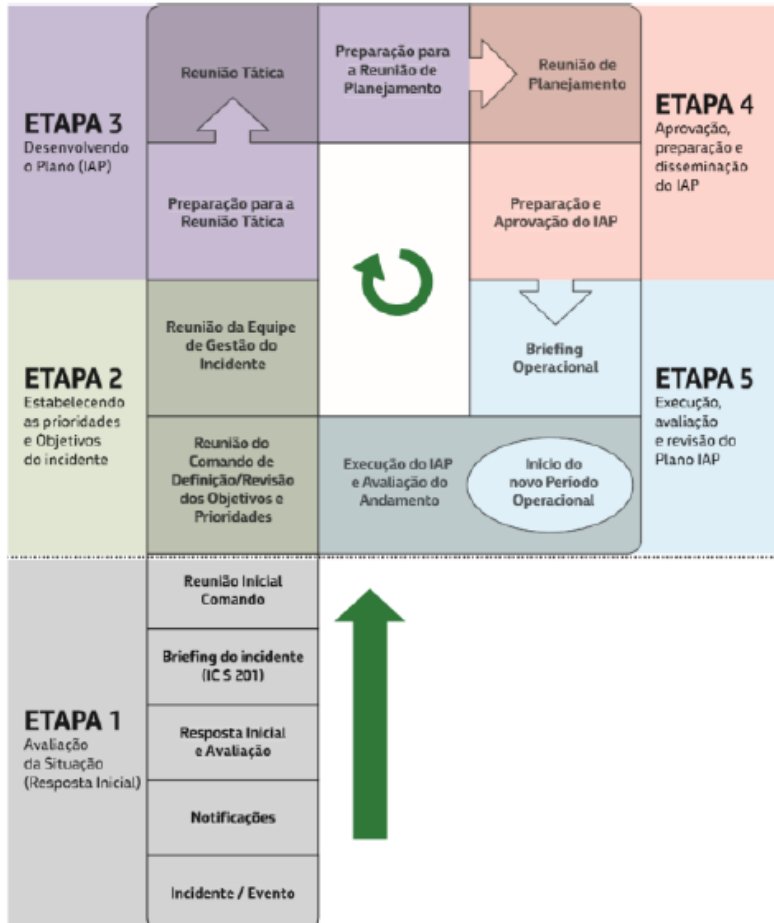 ETAPA 3
Desenvolvendo
o Plano (IAP)
Reunião Tática
Preparação para
a Reunião de
Planejamento
Reunião de
Planejamento
ETAPA 4
Aprovação,
preparação e
disseminação
do IAP
Preparação para a
Reunião Tática
Preparação e
Aprovação do IAP
ETAPA 2
Estabelecendo
as prioridades
e Objetivos
do incidente
Reunião da Equipe
de Gestão do
Incidente
Briefing
Operacional
ETAPA 5
Execução,
avaliação
e revisão do
Plano IAP
Reunião do
Comando de
Definição/Revisão
dos Objetivos e
Prioridades
Execução do IAP
e Avaliação do
Andamento
Início do
novo Período
Operacional
ETAPA 1
Avaliação
da Situação
(Resposta Inicial)
Reunião Inicial
Comando
Briefing do incidente
(IC S 201)
Resposta Inicial
e Avaliação
Notificações
Incidente / Evento